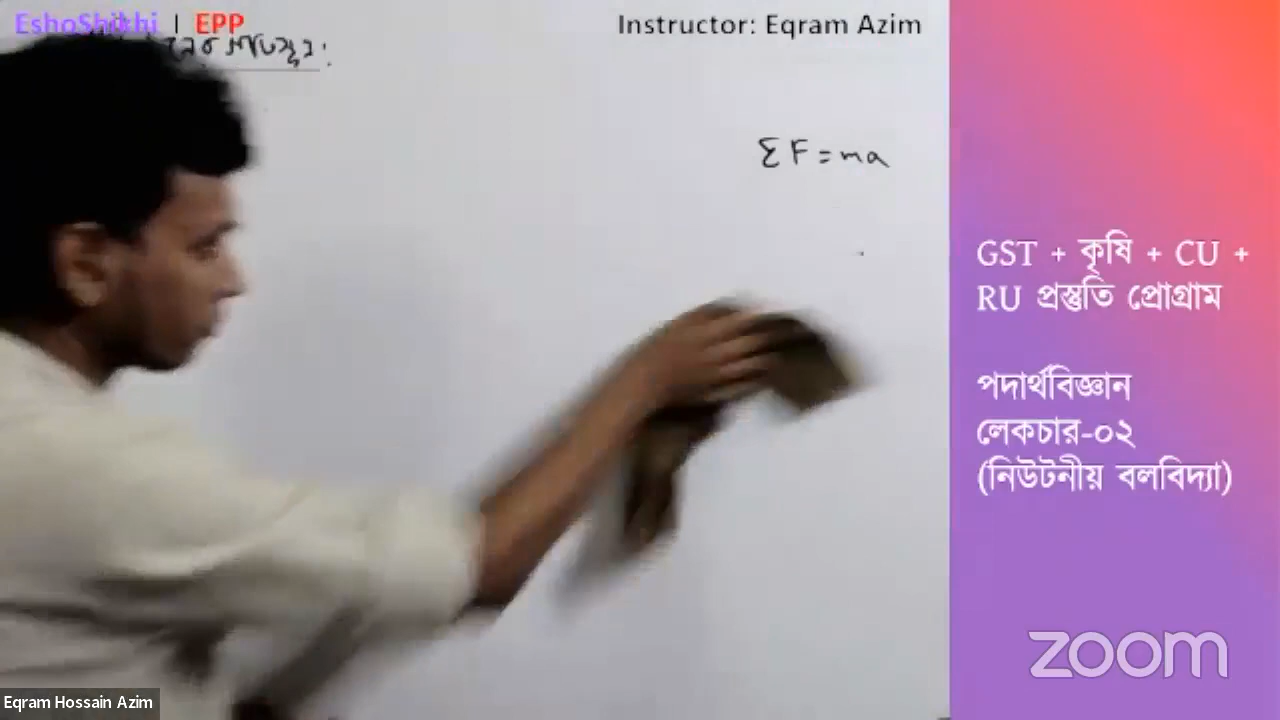 EshoShikhi | EPP
Instructor: Eqram Azim
ΣF = ma
GST + কৃষি + CU +
RU প্রস্তুতি প্রোগ্রাম
পদার্থবিজ্ঞান
লেকচার-০২
(নিউটনীয় বলবিদ্যা)
zoom
Eqram Hossain Azim